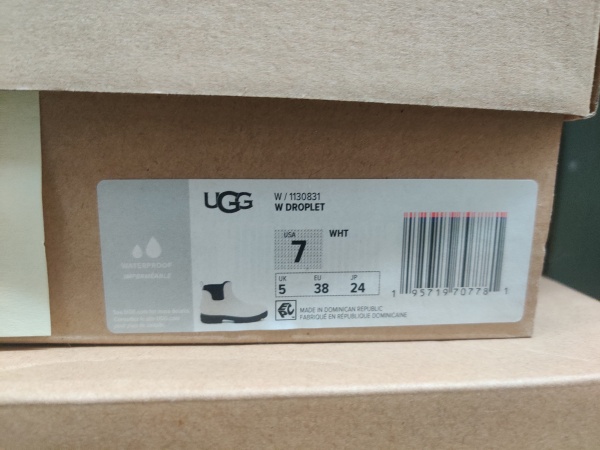 UGG
W / 1130831
W DROPLET
USA
7
WHT
UK EU JP
5 38 24
1 95719 70778 1
MADE IN DOMINICAN REPUBLIC
FABRIQUÉ EN RÉPUBLIQUE DOMINICAINE
WATERPROOF
IMPERMÉABLE